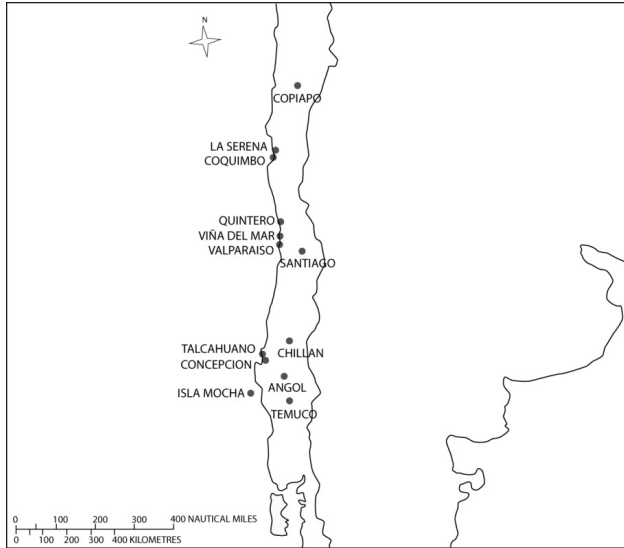 N
COPIAPO
LA SERENA
COQUIMBO
QUINTERO
VIÑA DEL MAR
VALPARAISO
SANTIAGO
TALCAHUANO
CHILLAN
CONCEPCION
ANGOL
ISLA MOCHA
TEMUCO
0 100 200 300 400 NAUTICAL MILES
0 100 200 300 400 KILOMETRES